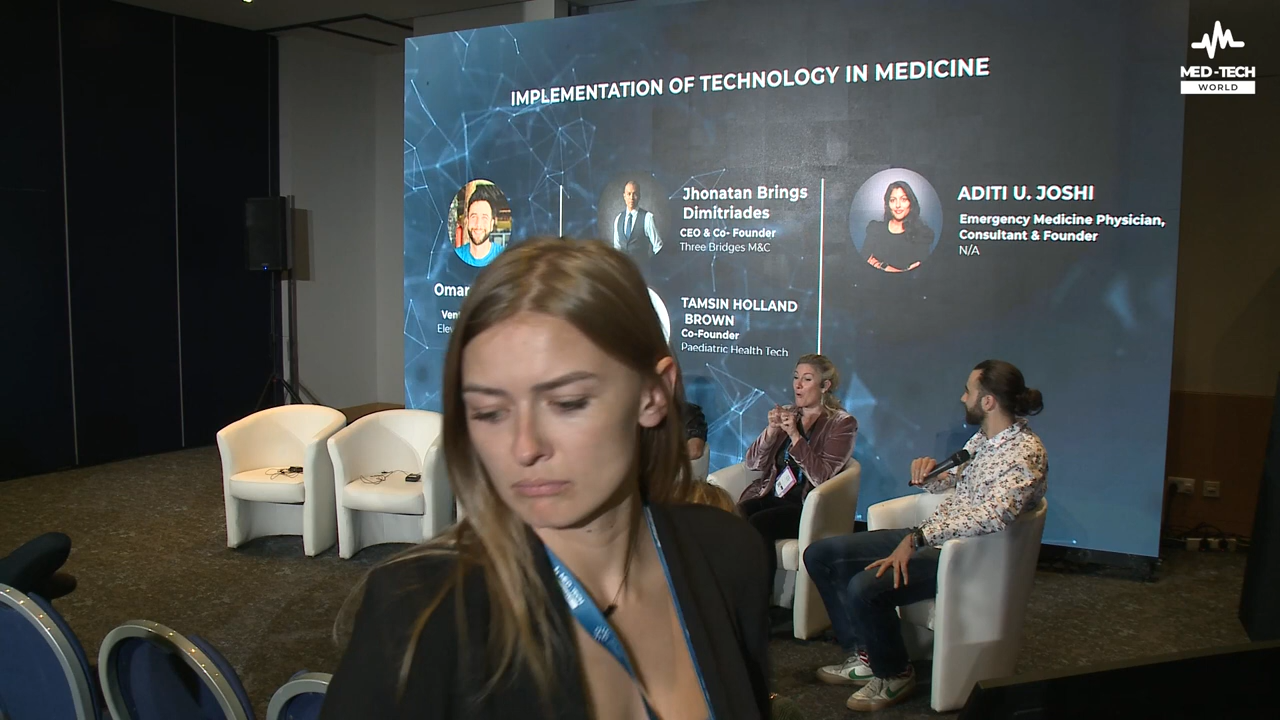 MED-TECH
WORLD
IMPLEMENTATION OF TECHNOLOGY IN MEDICINE
Omar
Jhonatan Brings
Dimitriades
CEO & Co- Founder
Three Bridges M&C
TAMSIN HOLLAND
BROWN
Co-Founder
Paediatric Health Tech
ADITI U. JOSHI
Emergency Medicine Physician,
Consultant & Founder
N/A